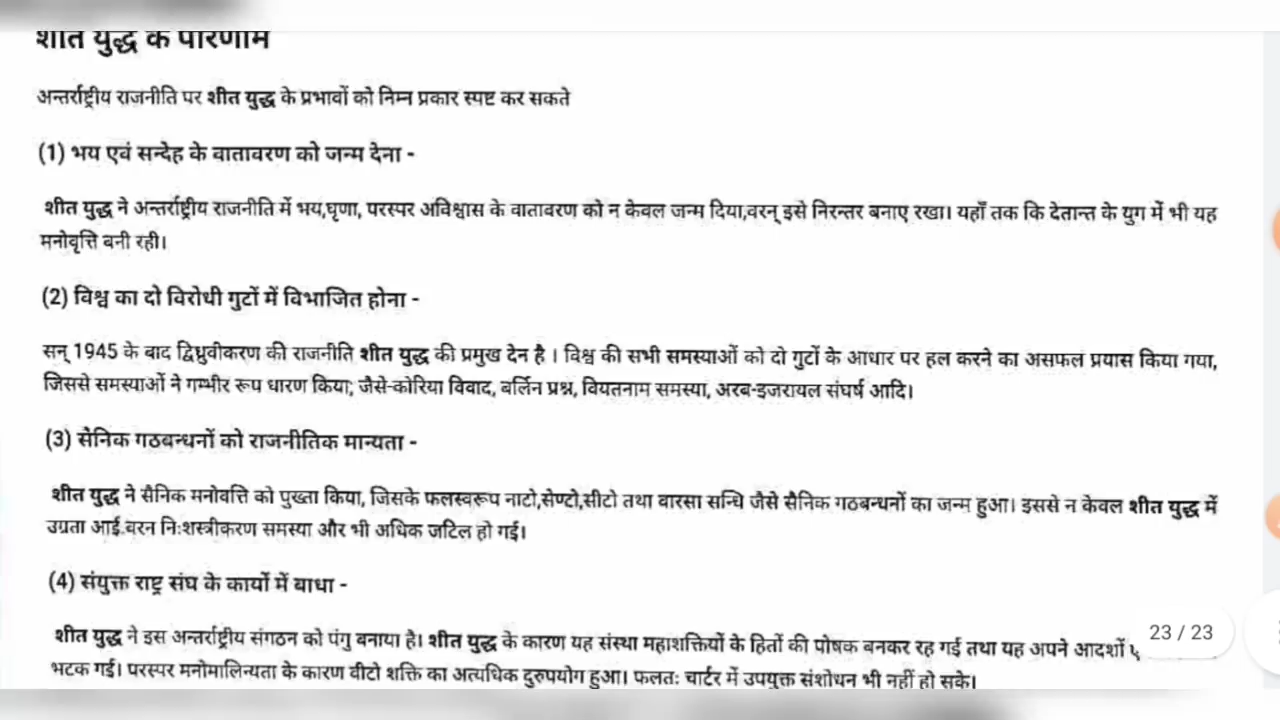 शीत युद्ध के परिणाम
अन्तर्राष्ट्रीय राजनीति पर शीत युद्ध के प्रभावों को निम्न प्रकार स्पष्ट कर सकते
(1) भय एवं सन्देह के वातावरण को जन्म देना -
शीत युद्ध ने अन्तर्राष्ट्रीय राजनीति में भय,घृणा, परस्पर अविश्वास के वातावरण को न केवल जन्म दिया,वरन् इसे निरन्तर बनाए रखा। यहाँ तक कि देतान्त के युग में भी यह
मनोवृत्ति बनी रही।
(2) विश्व का दो विरोधी गुटों में विभाजित होना -
सन् 1945 के बाद द्विध्रुवीकरण की राजनीति शीत युद्ध की प्रमुख देन है । विश्व की सभी समस्याओं को दो गुटों के आधार पर हल करने का असफल प्रयास किया गया,
जिससे समस्याओं ने गम्भीर रूप धारण किया; जैसे-कोरिया विवाद, बर्लिन प्रश्न, वियतनाम समस्या, अरब-इजरायल संघर्ष आदि।
(3) सैनिक गठबन्धनों को राजनीतिक मान्यता -
शीत युद्ध ने सैनिक मनोवत्ति को पुख्ता किया, जिसके फलस्वरूप नाटो,सेण्टो,सीटो तथा वारसा सन्धि जैसे सैनिक गठबन्धनों का जन्म हुआ। इससे न केवल शीत युद्ध में
उग्रता आई.वरन निःशस्त्रीकरण समस्या और भी अधिक जटिल हो गई।
(4) संयुक्त राष्ट्र संघ के कार्यों में बाधा -
शीत युद्ध ने इस अन्तर्राष्ट्रीय संगठन को पंगु बनाया है। शीत युद्ध के कारण यह संस्था महाशक्तियों के हितों की पोषक बनकर रह गई तथा यह अपने आदर्शों
भटक गई। परस्पर मनोमालिन्यता के कारण वीटो शक्ति का अत्यधिक दुरुपयोग हुआ। फलतः चार्टर में उपयुक्त संशोधन भी नहीं हो सके।
23 / 23